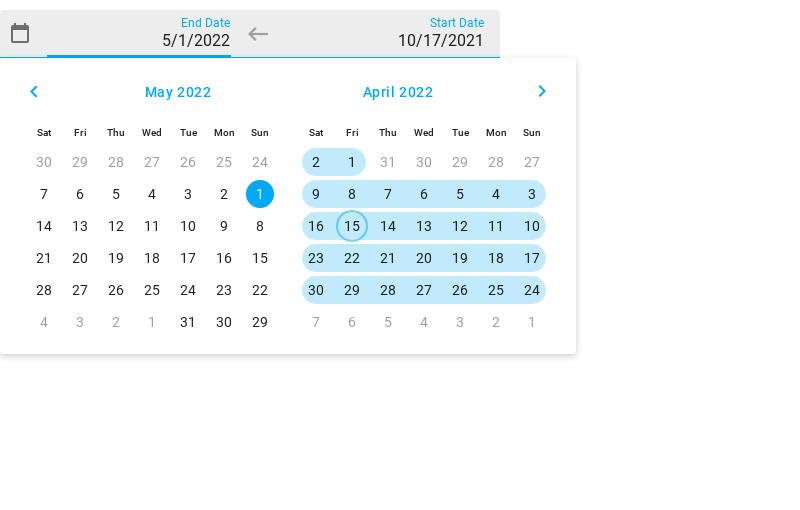 End Date Start Date
5/1/2022 10/17/2021
May 2022 April 2022
Sat Fri Thu Wed Tue Mon Sun Sat Fri Thu Wed Tue Mon Sun
30 29 28 27 26 25 24 2 1 31 30 29 28 27
7 6 5 4 3 2 1 9 8 7 6 5 4 3
14 13 12 11 10 9 8 16 15 14 13 12 11 10
21 20 19 18 17 16 15 23 22 21 20 19 18 17
28 27 26 25 24 23 22 30 29 28 27 26 25 24
4 3 2 1 31 30 29 7 6 5 4 3 2 1